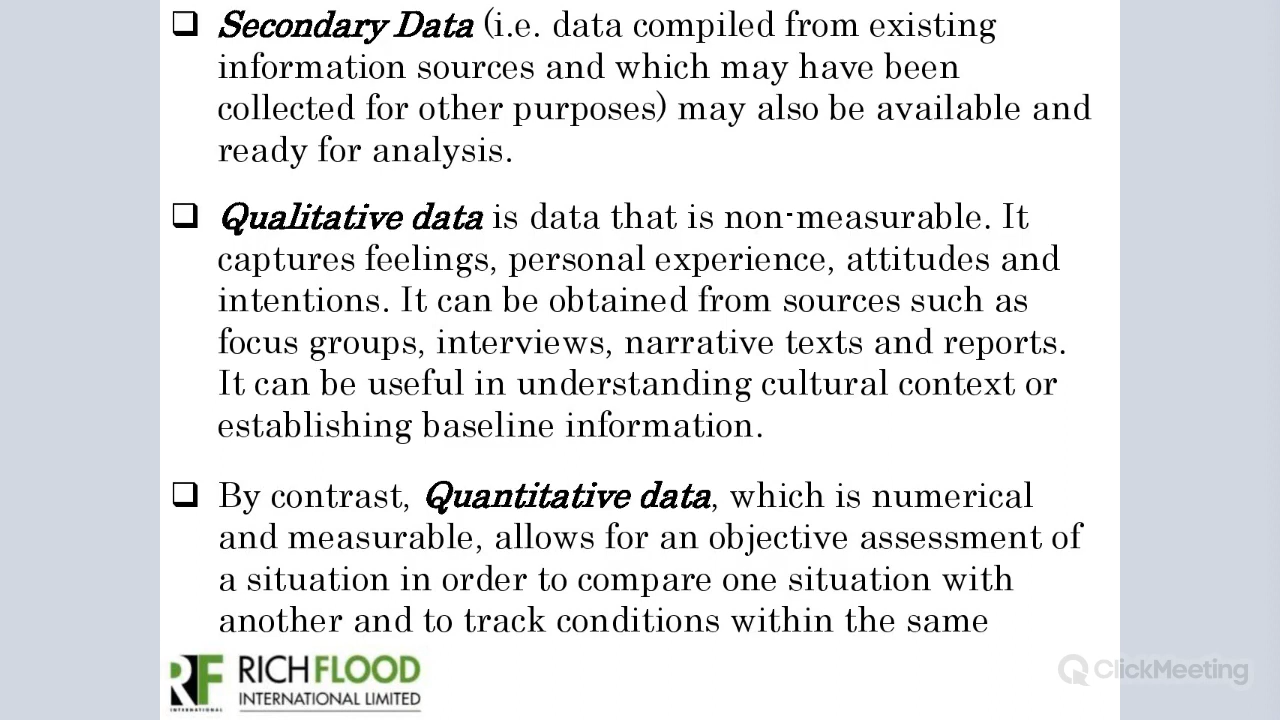 Secondary Data (i.e. data compiled from existing
information sources and which may have been
collected for other purposes) may also be available and
ready for analysis.
Qualitative data is data that is non-measurable. It
captures feelings, personal experience, attitudes and
intentions. It can be obtained from sources such as
focus groups, interviews, narrative texts and reports.
It can be useful in understanding cultural context or
establishing baseline information.
By contrast, Quantitative data, which is numerical
and measurable, allows for an objective assessment of
a situation in order to compare one situation with
another and to track conditions within the same
RF
INTERNATIONAL
RICHFLOOD
INTERNATIONAL LIMITED
ClickMeeting